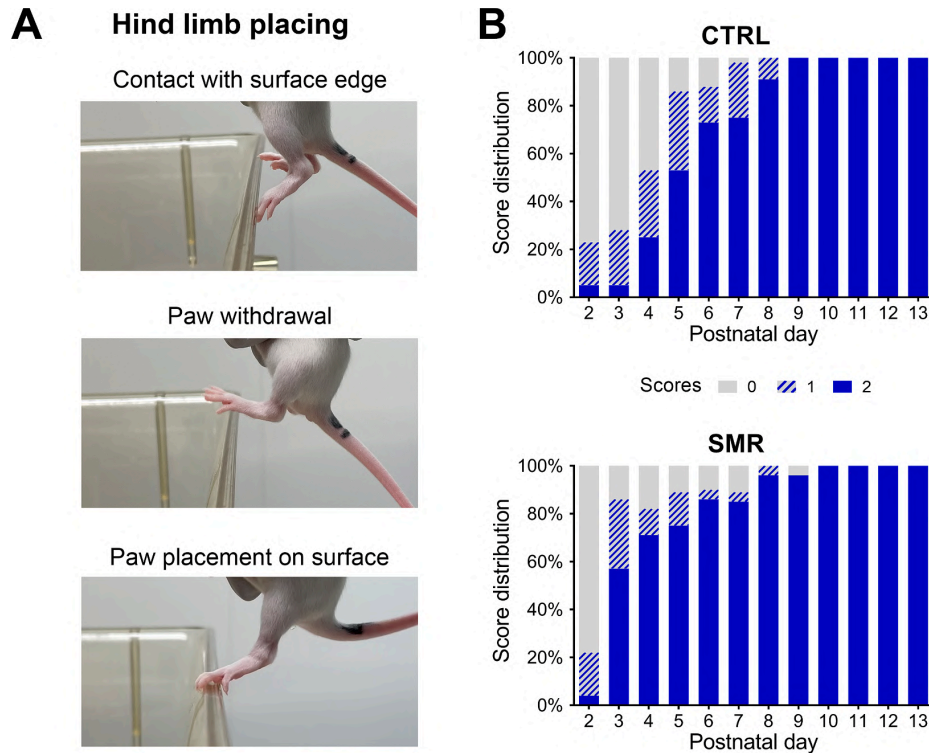 A
Hind limb placing
Contact with surface edge
Paw withdrawal
Paw placement on surface
B
CTRL
100%
80%
60%
40%
20%
0%
Score distribution
2 3 4 5 6 7 8 9 10 11 12 13
Postnatal day
Scores 0 1 2
SMR
100%
80%
60%
40%
20%
0%
Score distribution
2 3 4 5 6 7 8 9 10 11 12 13
Postnatal day